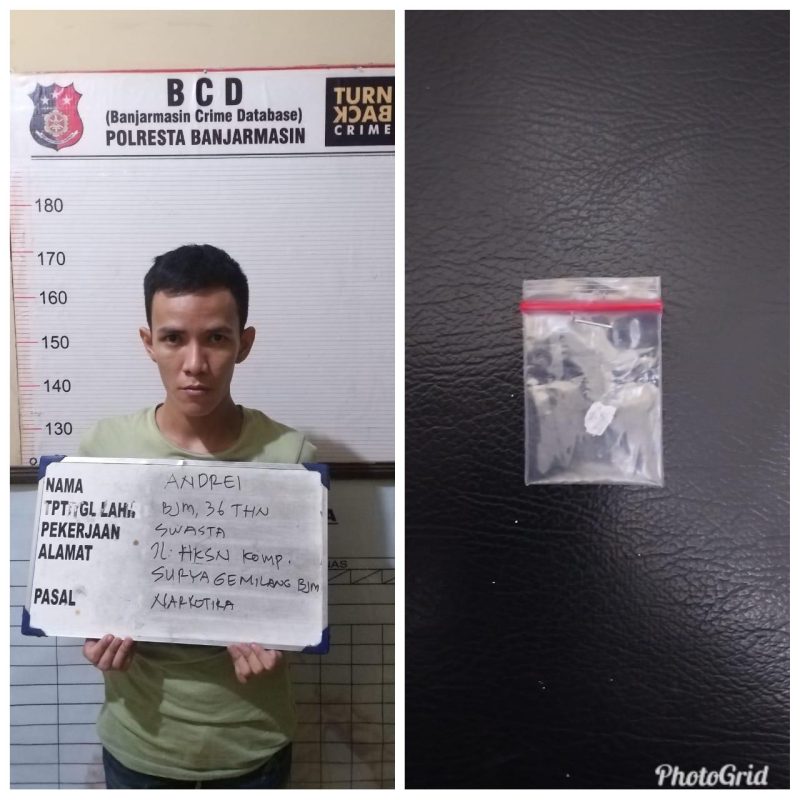 BCD
(Banjarmasin Crime Database)
POLRESTA BANJARMASIN
TURN
BACK
CRIME
180
170
160
150
140
130
NAMA ANDREI
TPT/TGL LAHIR BJM, 36 THN
PEKERJAAN SWASTA
ALAMAT JL. HKSN KOMP.
SURYA GEMILANG BJM
PASAL NARKOTIKA
PhotoGrid